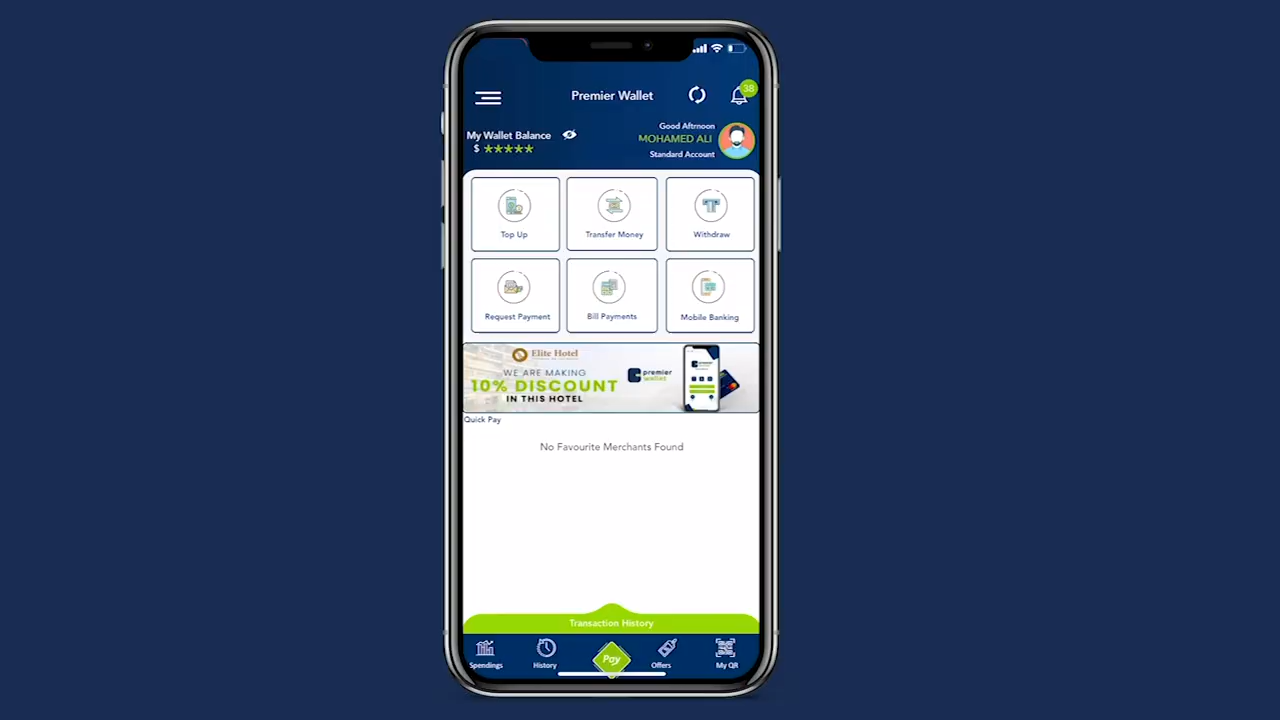 Premier Wallet
38
My Wallet Balance
$ ★★★★★
Good Aftrnoon
MOHAMED ALI
Standard Account
Top Up
Transfer Money
Withdraw
Request Payment
Bill Payments
Mobile Banking
Elite Hotel
WE ARE MAKING
10% DISCOUNT
IN THIS HOTEL
premier
wallet
Quick Pay
No Favourite Merchants Found
Transaction History
Spendings
History
Pay
Offers
My QR